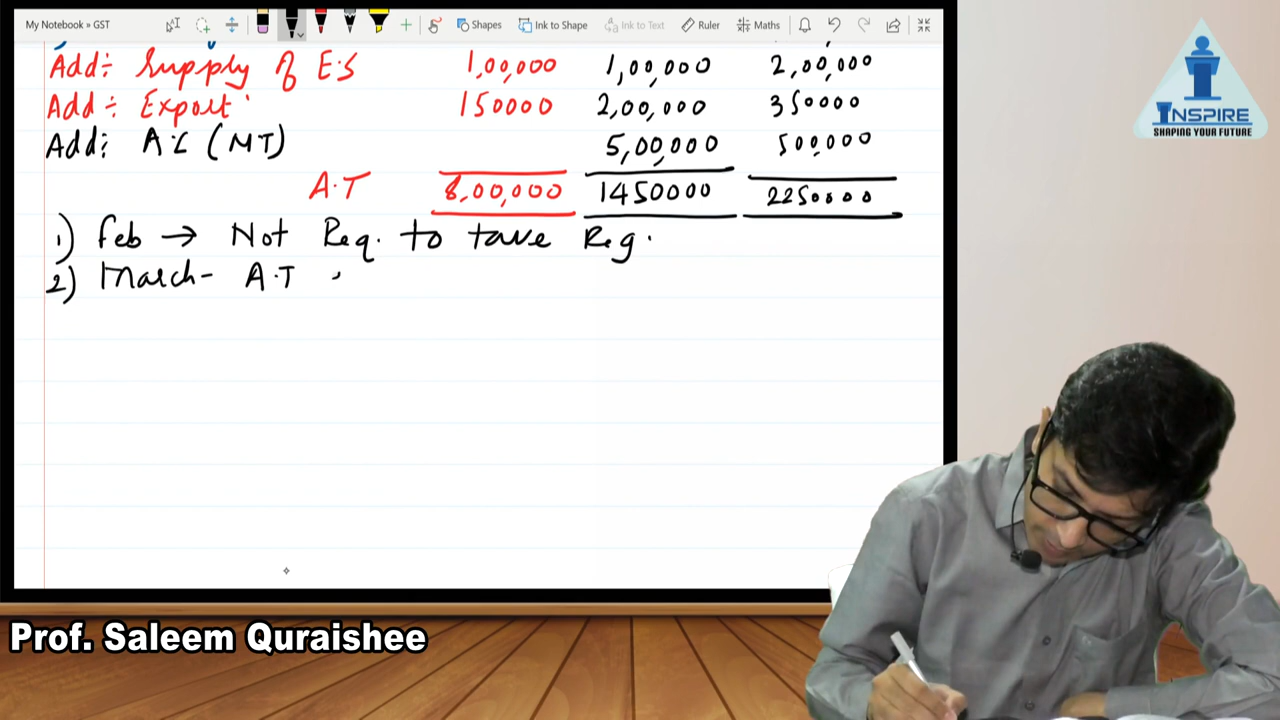 My Notebook » GST
Shapes
Ink to Shape
Ink to Text
Ruler
Maths
Add:- Supply of E.S 1,00,000 1,00,000 2,00,000
Add:- Export 150000 2,00,000 350000
Add:- (MT) 5,00,000 500,000
A.T 8,00,000 1450000 2250000
1) Feb → Not Req. to take Reg.
2) March- A.T
INSPIRE
SHAPING YOUR FUTURE
Prof. Saleem Quraishee